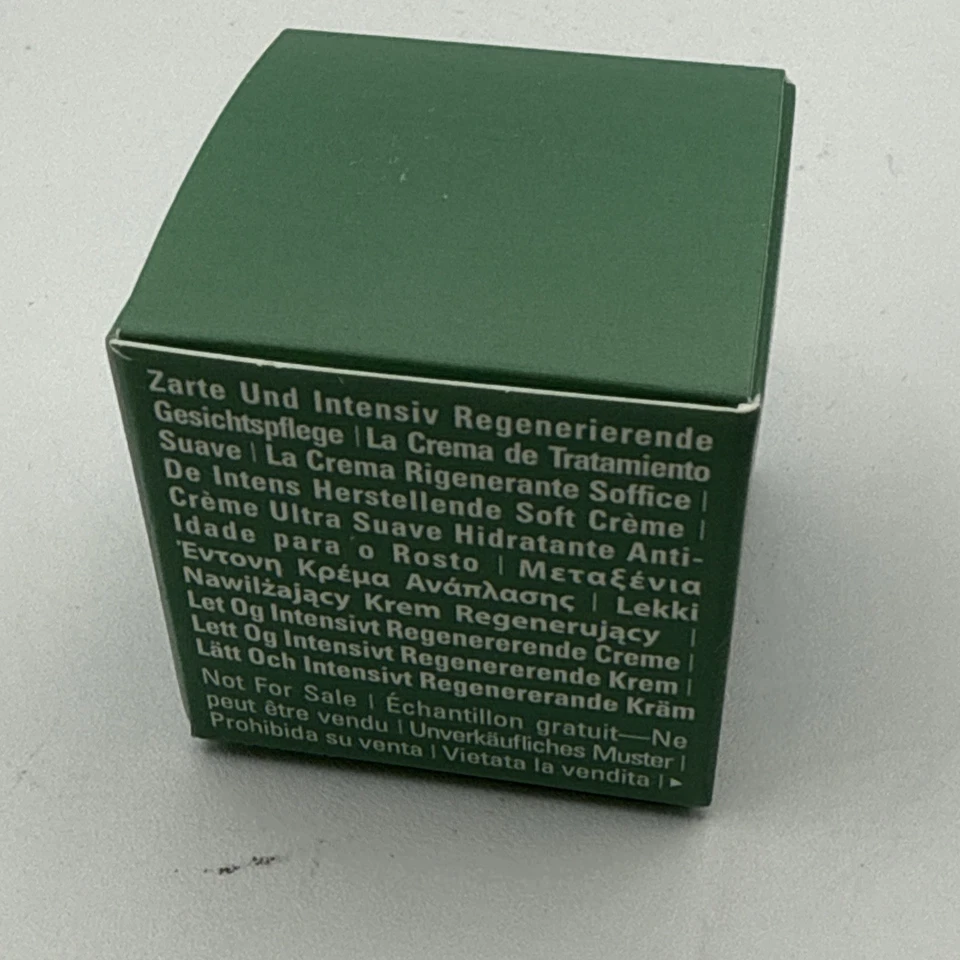 Zarte Und Intensiv Regenerierende
Gesichtspflege | La Crema de Tratamiento
Suave | La Crema Rigenerante Soffice |
De Intens Herstellende Soft Crème |
Crème Ultra Suave Hidratante Anti-
Idade para o Rosto | Μεταξένια
Έντονη Κρέμα Ανάπλασης | Lekki
Nawilżający Krem Regenerujący |
Let Og Intensivt Regenererende Creme |
Lett Og Intensivt Regenererende Krem |
Lätt Och Intensivt Regenererande Kräm
Not For Sale | Échantillon gratuit—Ne
peut être vendu | Unverkäufliches Muster |
Prohibida su venta | Vietata la vendita | ▸